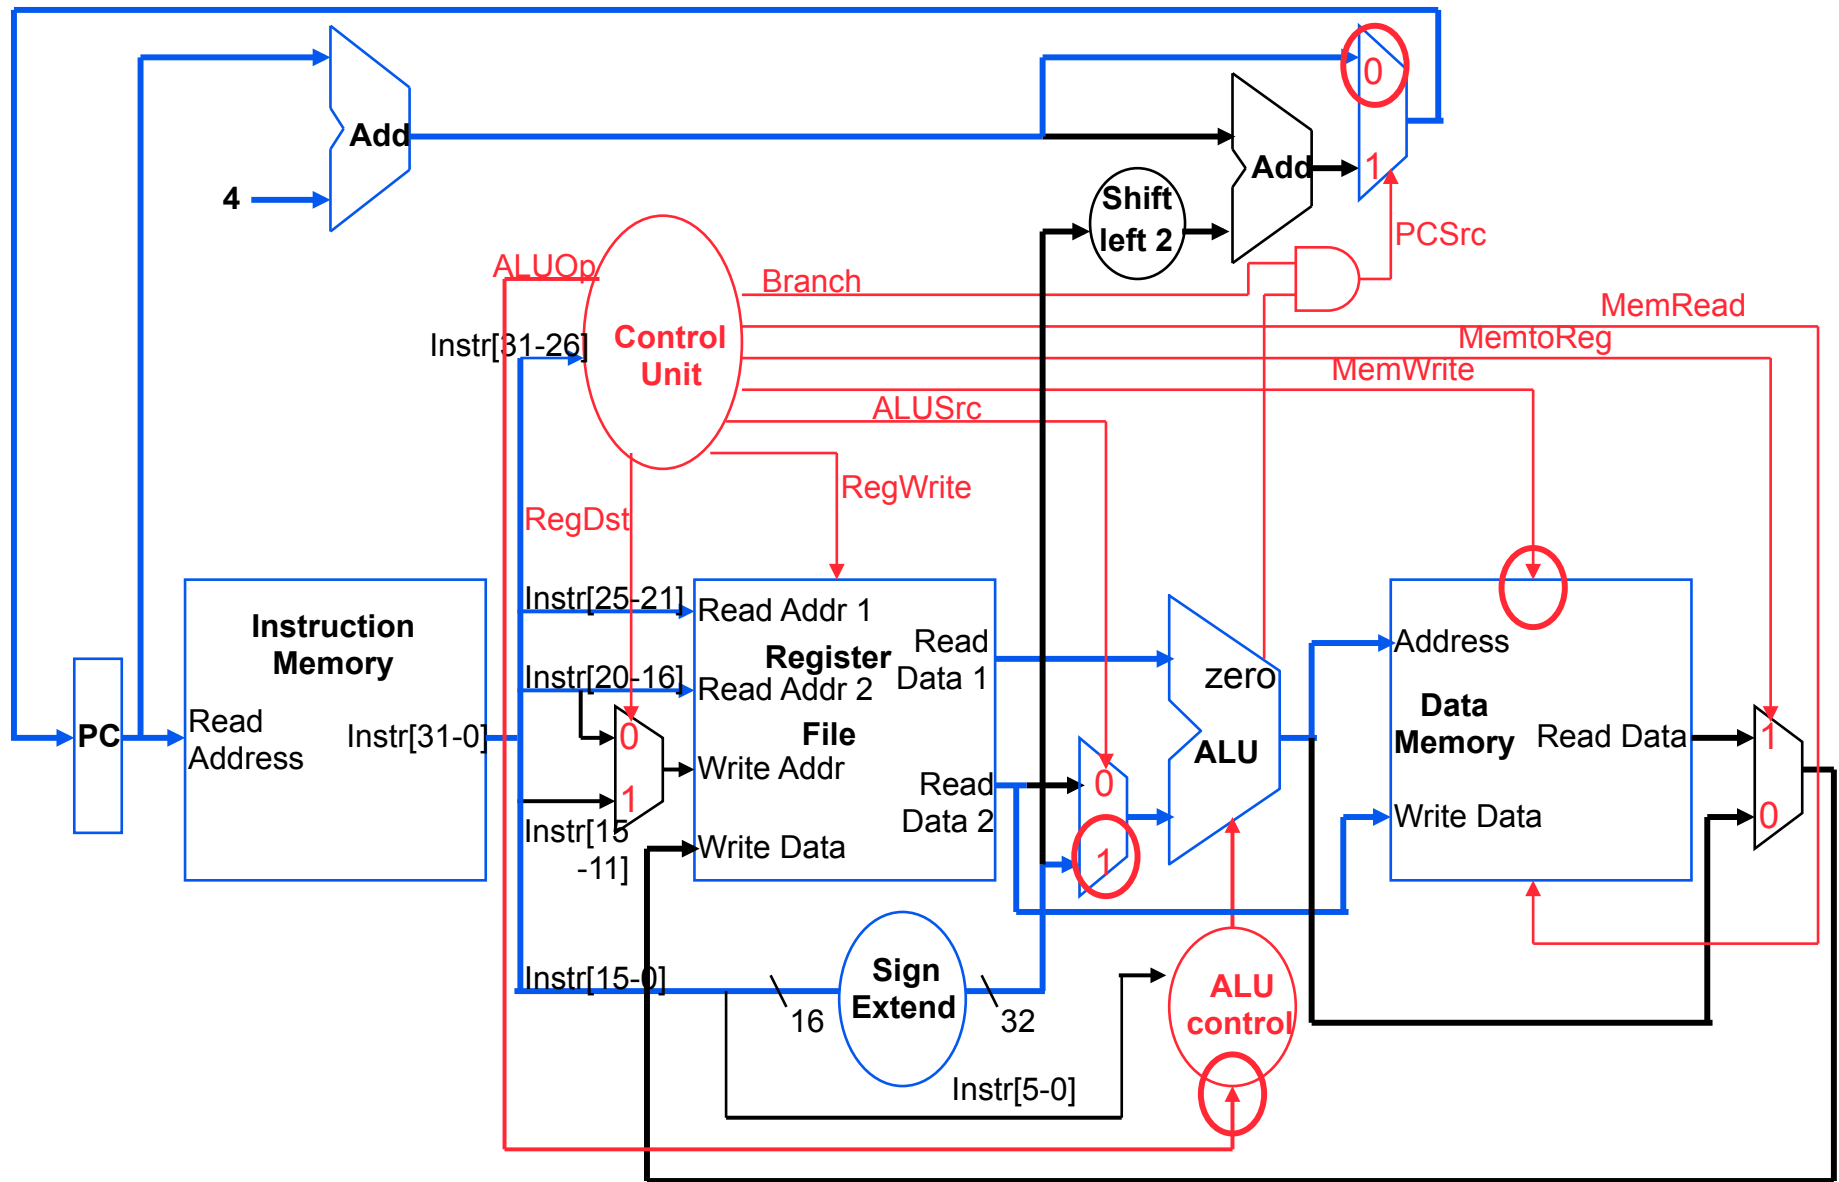 0
Add
Add
1
4
Shift
left 2
PCSrc
ALUOp
Branch
MemRead
Instr[31-26]
Control
Unit
MemtoReg
MemWrite
ALUSrc
RegWrite
RegDst
Instr[25-21]
Read Addr 1
Instruction
Memory
Register
Read
Data 1
Address
Instr[20-16]
Read Addr 2
zero
Data
Memory
PC
Read
Address
Instr[31-0]
0
File
Read Data
1
ALU
Write Addr
Read
Data 2
0
1
Write Data
0
Instr[15
-11]
Write Data
1
Instr[15-0]
Sign
Extend
16
32
ALU
control
Instr[5-0]